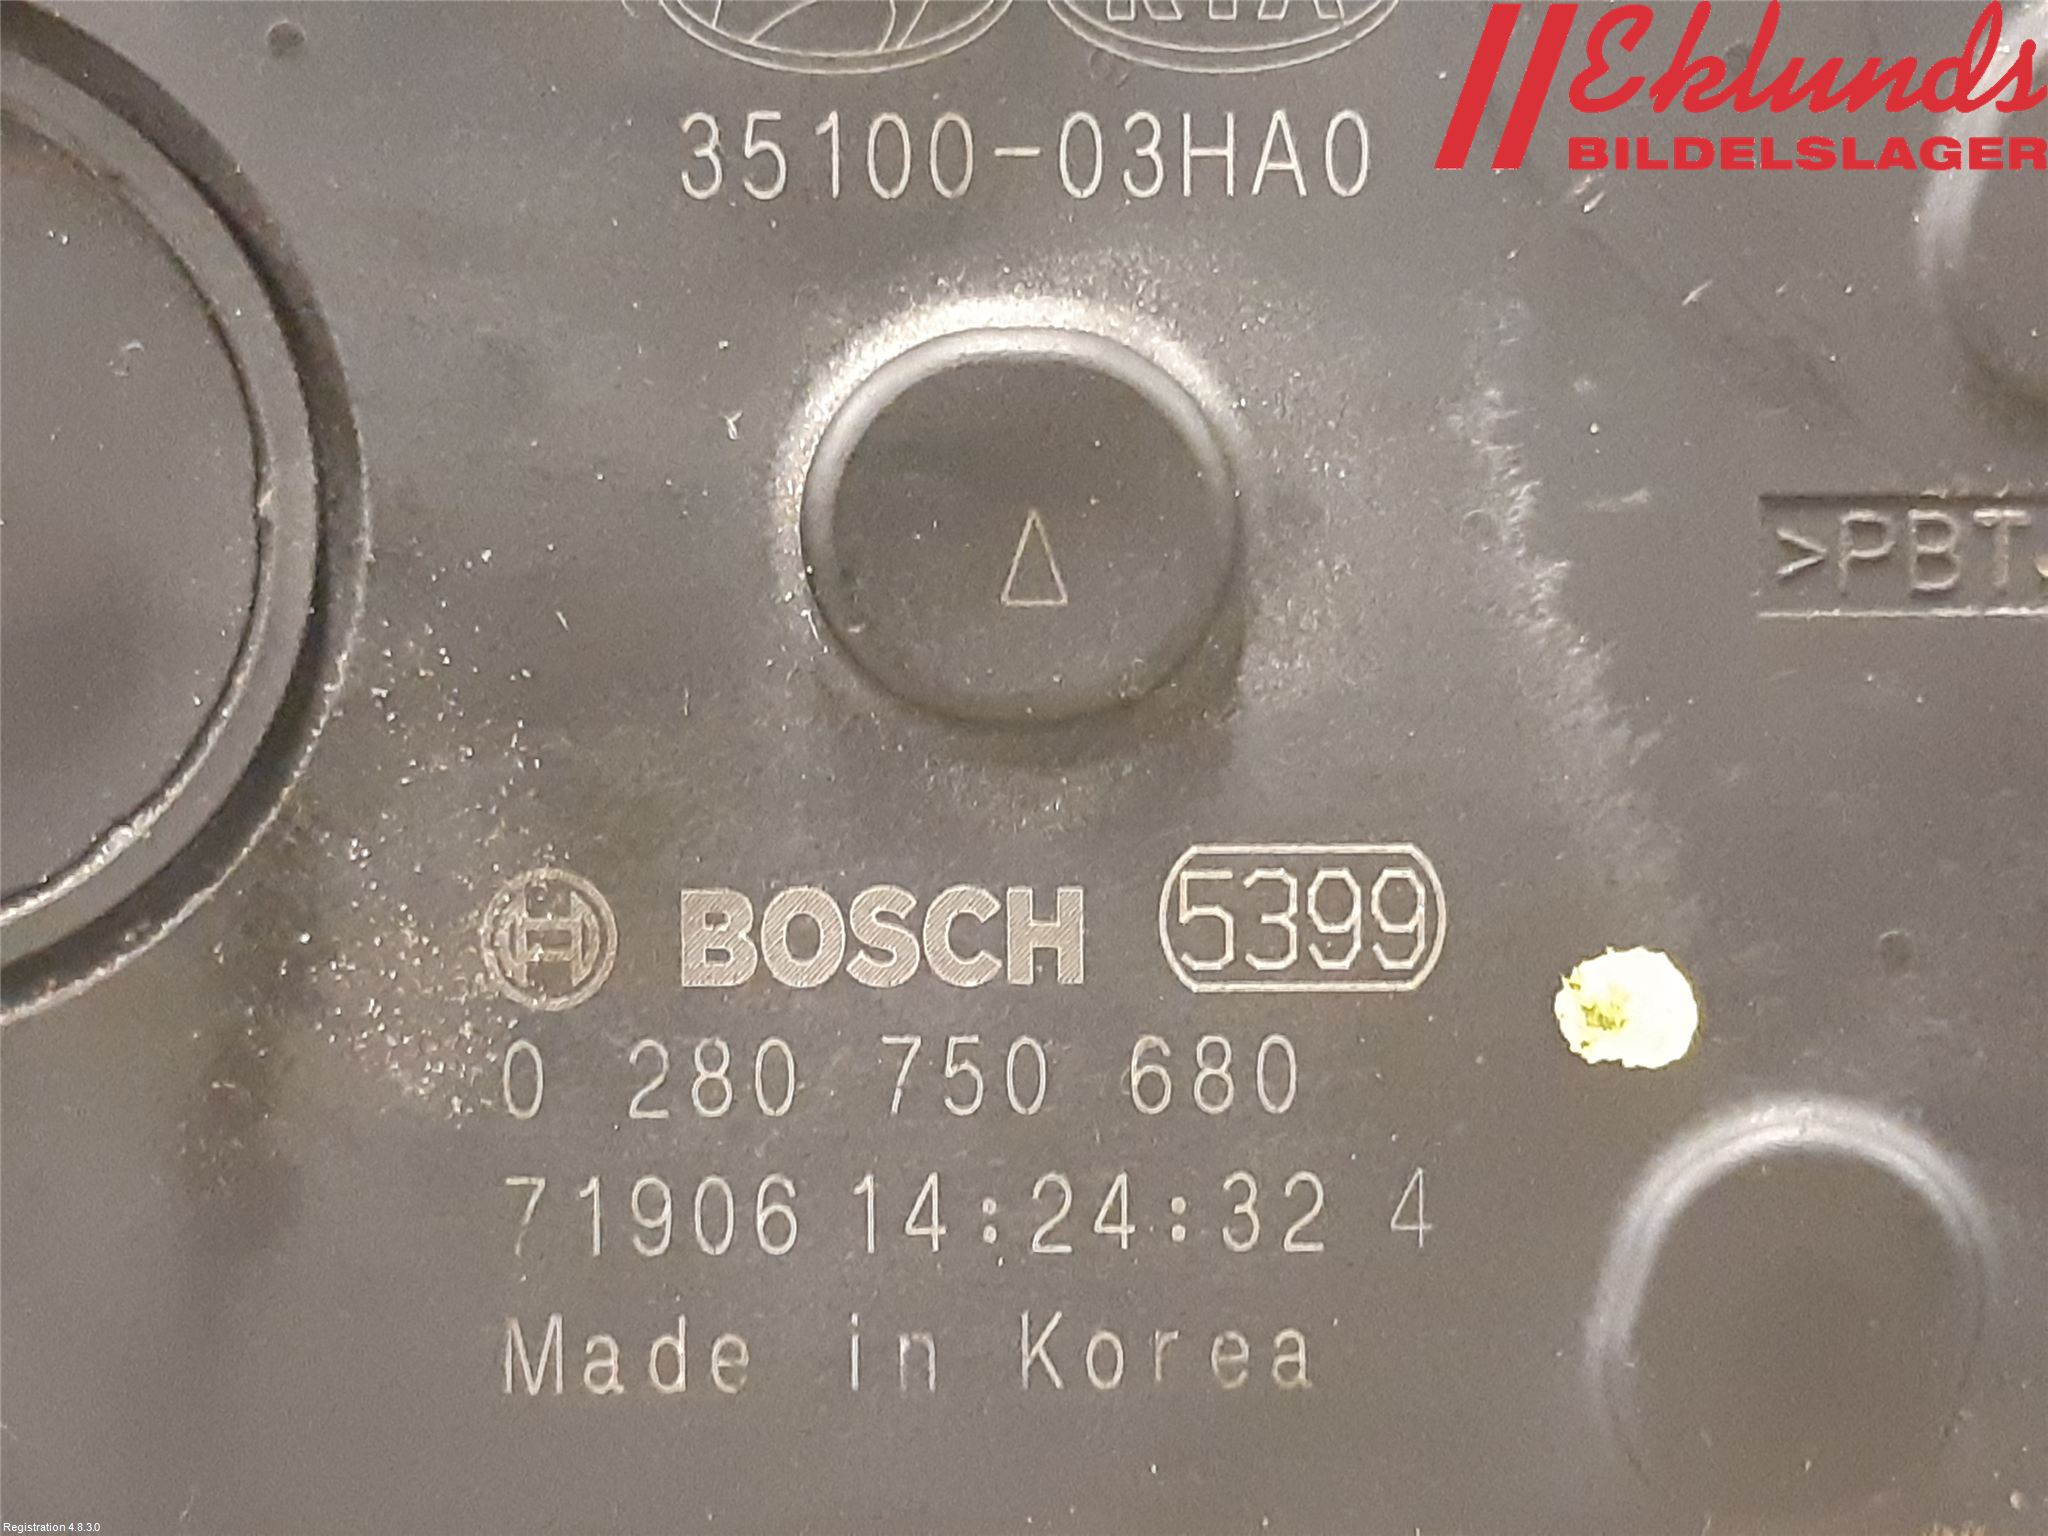 KIA
Eklunds
BILDELSLAGER
35100-03HA0
>PBT
BOSCH 5399
0 280 750 680
71906 14:24:32 4
Made in Korea
Registration 4.8.3.0